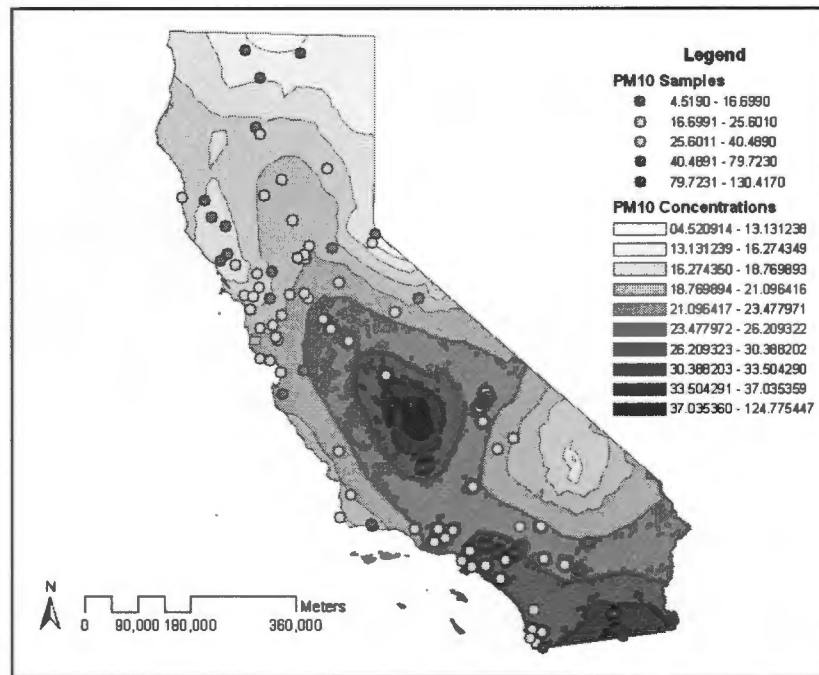 Legend
PM10 Samples
4.5190 - 16.6990
16.6991 - 25.6010
25.6011 - 40.4890
40.4891 - 79.7230
79.7231 - 130.4170
PM10 Concentrations
04.520914 - 13.131238
13.131239 - 16.274349
16.274350 - 18.769893
18.769894 - 21.096416
21.096417 - 23.477971
23.477972 - 26.209322
26.209323 - 30.388202
30.388203 - 33.504290
33.504291 - 37.035359
37.035360 - 124.775447
N
Meters
0 90,000 180,000 360,000